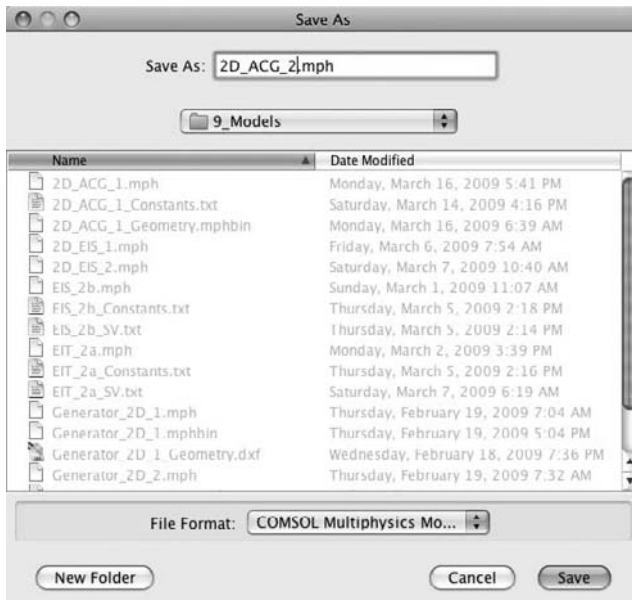 Save As
Save As: 2D_ACG_2.mph
9_Models
Name Date Modified
2D_ACG_1.mph Monday, March 16, 2009 5:41 PM
2D_ACG_1_Constants.txt Saturday, March 14, 2009 4:16 PM
2D_ACG_1_Geometry.mphbin Monday, March 16, 2009 6:39 AM
2D_EIS_1.mph Friday, March 6, 2009 7:54 AM
2D_EIS_2.mph Saturday, March 7, 2009 10:40 AM
EIS_2b.mph Sunday, March 1, 2009 11:07 AM
EIS_2b_Constants.txt Thursday, March 5, 2009 2:18 PM
EIS_2b_SV.txt Thursday, March 5, 2009 2:14 PM
EIT_2a.mph Monday, March 2, 2009 3:39 PM
EIT_2a_Constants.txt Thursday, March 5, 2009 2:16 PM
EIT_2a_SV.txt Saturday, March 7, 2009 6:19 AM
Generator_2D_1.mph Thursday, February 19, 2009 7:04 AM
Generator_2D_1.mphbin Thursday, February 19, 2009 5:04 PM
Generator_2D_1_Geometry.dxf Wednesday, February 18, 2009 7:36 PM
Generator_2D_2.mph Thursday, February 19, 2009 7:32 AM
File Format: COMSOL Multiphysics Mo...
New Folder Cancel Save